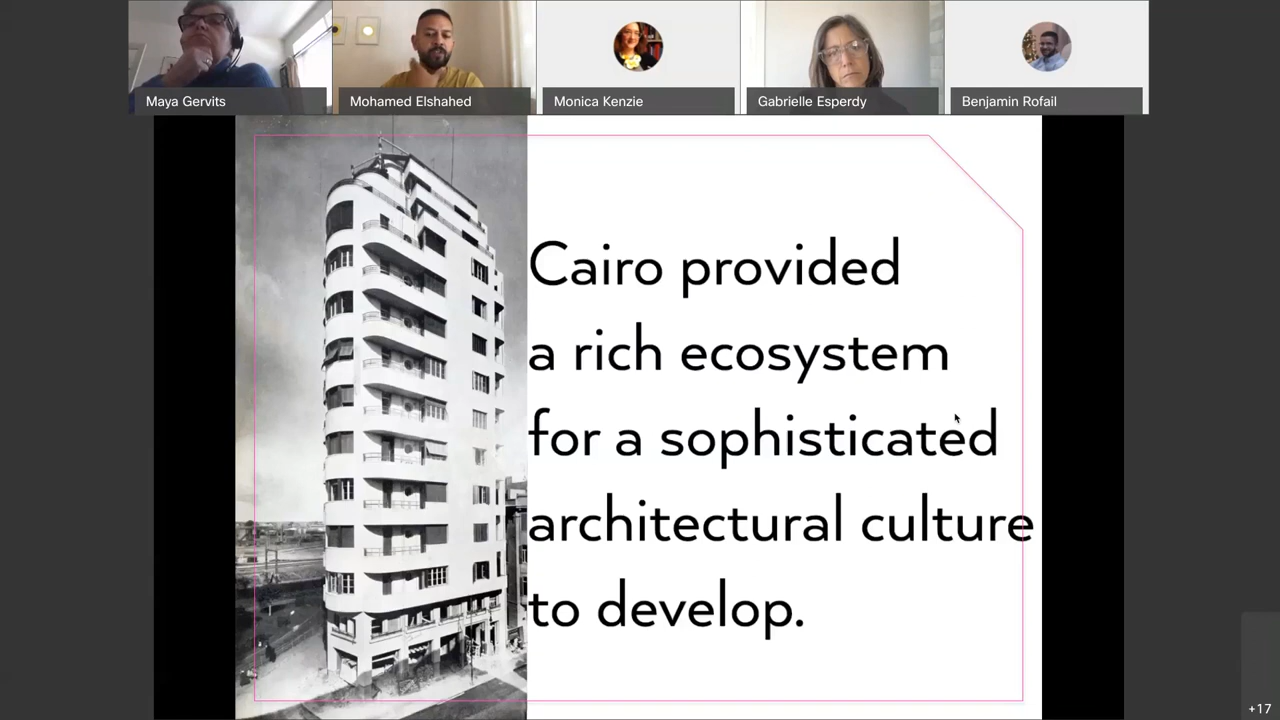 Maya Gervits
Mohamed Elshahed
Monica Kenzie
Gabrielle Esperdy
Benjamin Rofail
Cairo provided
a rich ecosystem
for a sophisticated
architectural culture
to develop.
+17